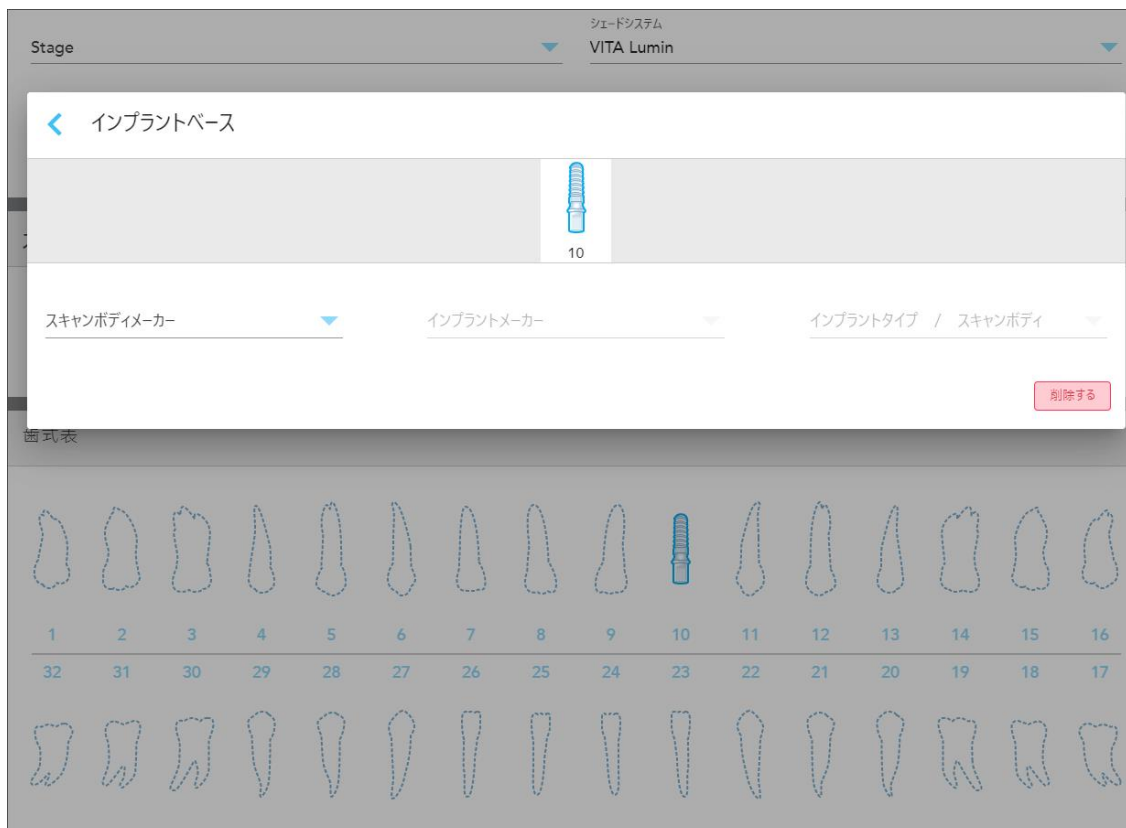 シェードシステム
Stage
VITA Lumin
インプラントベース
10
スキャンボディメーカー
インプラントメーカー
インプラントタイプ / スキャンボディ
削除する
歯式表
1 2 3 4 5 6 7 8 9 10 11 12 13 14 15 16
32 31 30 29 28 27 26 25 24 23 22 21 20 19 18 17